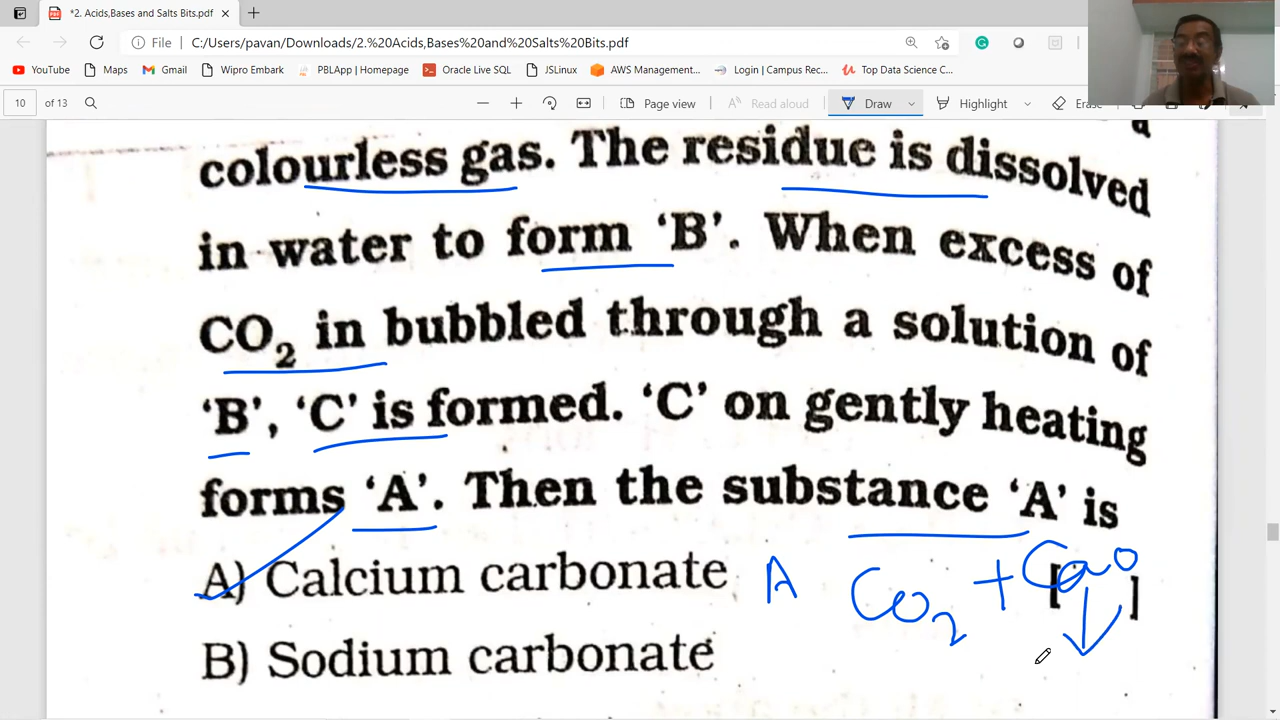 *2. Acids,Bases and Salts Bits.pdf
File C:/Users/pavan/Downloads/2.%20Acids,Bases%20and%20Salts%20Bits.pdf
YouTube Maps Gmail Wipro Embark PBLApp | Homepage Oracle Live SQL JSLinux AWS Management... Login | Campus Rec... Top Data Science C...
10 of 13 Page view Read aloud Draw Highlight Erase
a
colourless gas. The residue is dissolved
in water to form ‘B’. When excess of
CO₂ in bubbled through a solution of
‘B’, ‘C’ is formed. ‘C’ on gently heating
forms ‘A’. Then the substance ‘A’ is
[ ]
A) Calcium carbonate A CO₂ + CaO
B) Sodium carbonate